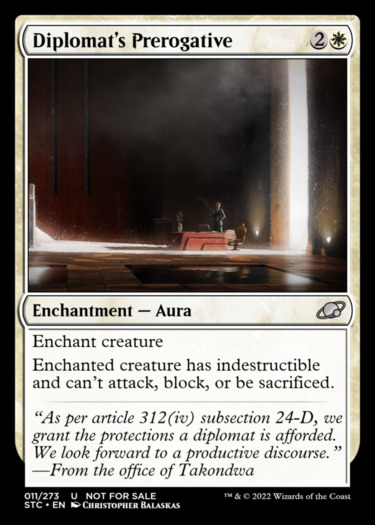 Diplomat's Prerogative 2
Enchantment — Aura
Enchant creature
Enchanted creature has indestructible
and can't attack, block, or be sacrificed.
“As per article 312(iv) subsection 24-D, we
grant the protections a diplomat is afforded.
We look forward to a productive discourse.”
—From the office of Takondwa
011/273 U NOT FOR SALE
STC • EN Christopher Balaskas
™ & © 2022 Wizards of the Coast